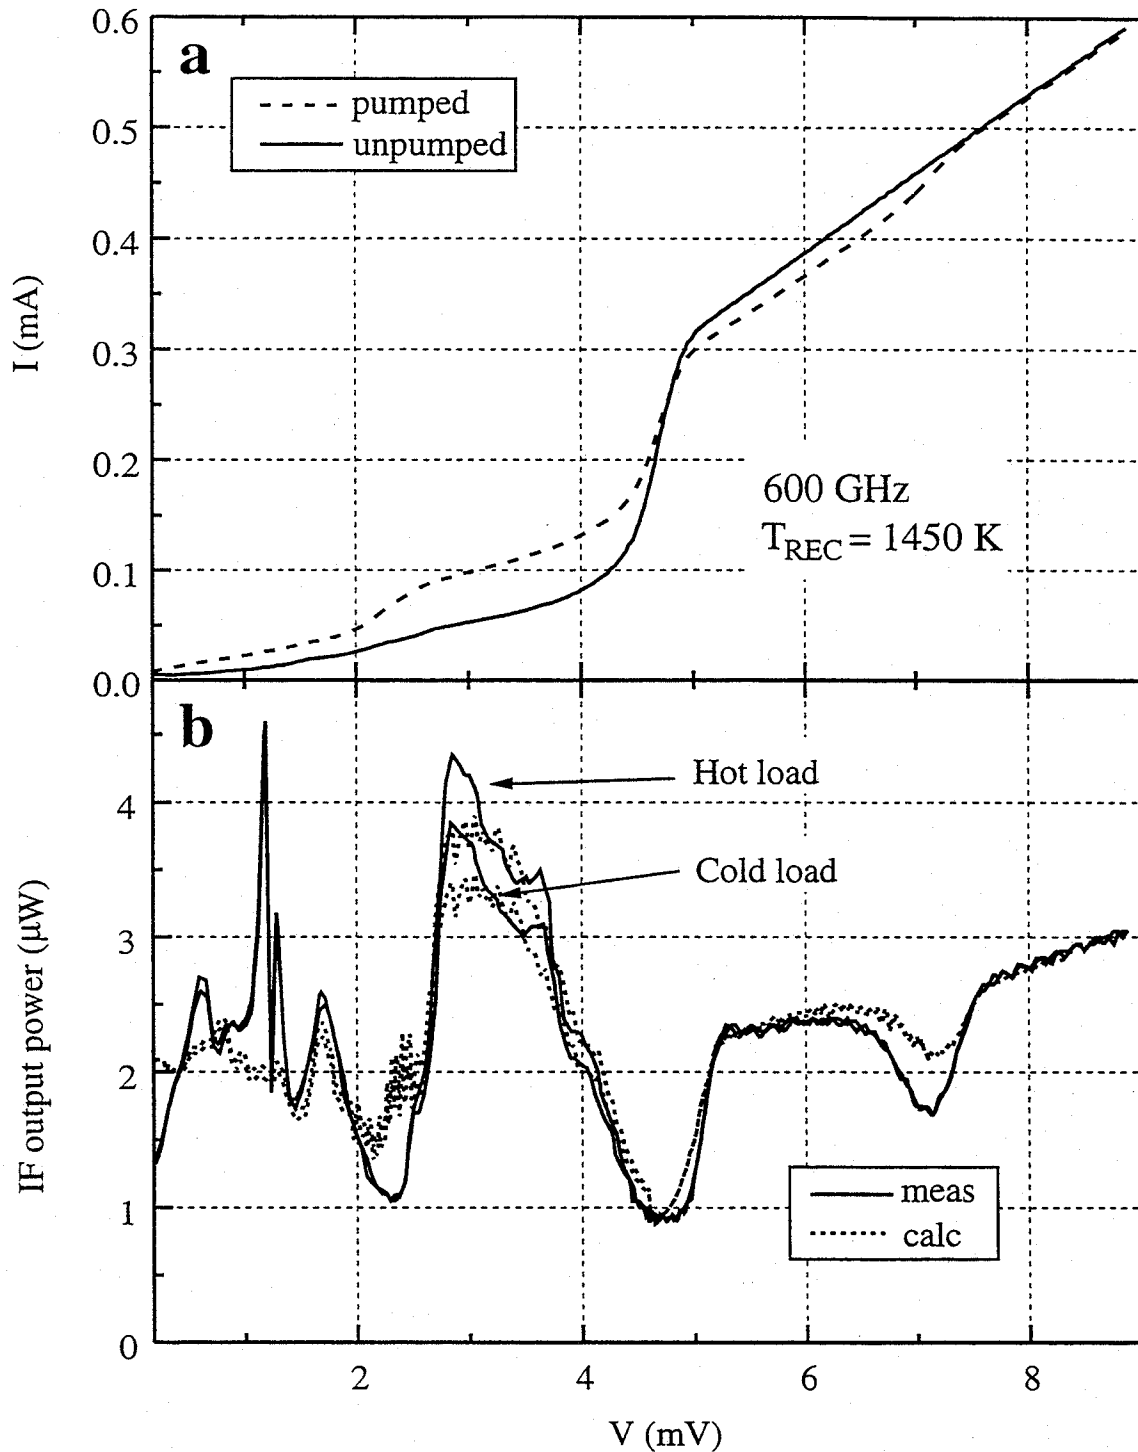 0.6
a
pumped
unpumped
0.5
0.4
I (mA)
0.3
0.2
600 GHz
T_REC = 1450 K
0.1
0.0
b
Hot load
4
Cold load
IF output power (μW)
3
2
meas
1
calc
0
2
4
6
8
V (mV)